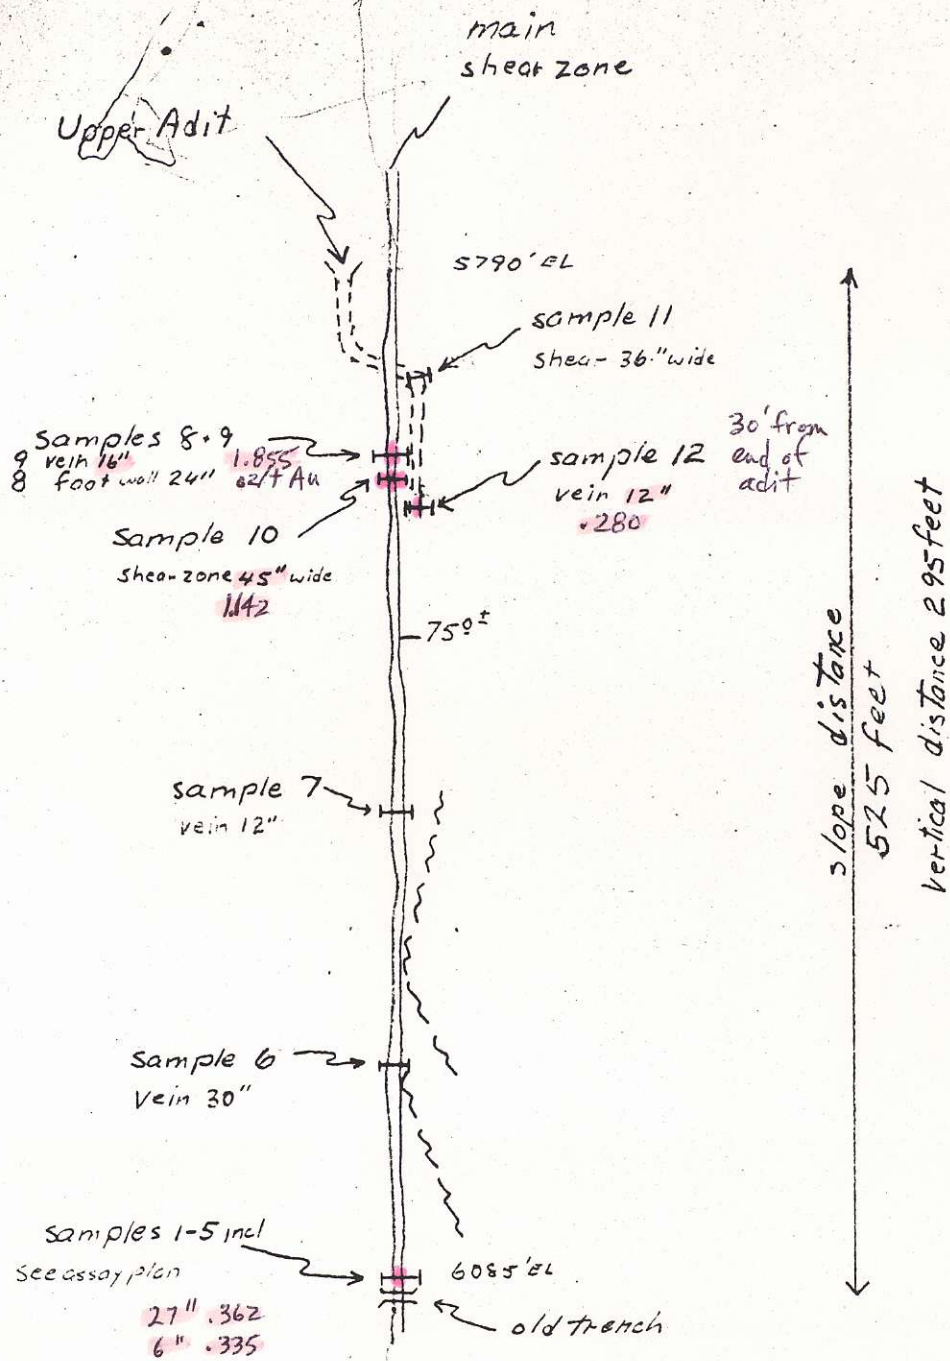 main
shear zone
Upper Adit
5790' EL
sample 11
shear 36" wide
samples 8+9
9 vein 16" 1.855
8 foot wall 24" oz/t Au
sample 12
vein 12"
.280
30' from
end of
adit
sample 10
shear zone 45" wide
1.142
75° ±
slope distance
525 feet
vertical distance 295 feet
sample 7
vein 12"
sample 6
vein 30"
samples 1-5 incl
see assay plan
27" .362
6" .335
6085' EL
old trench